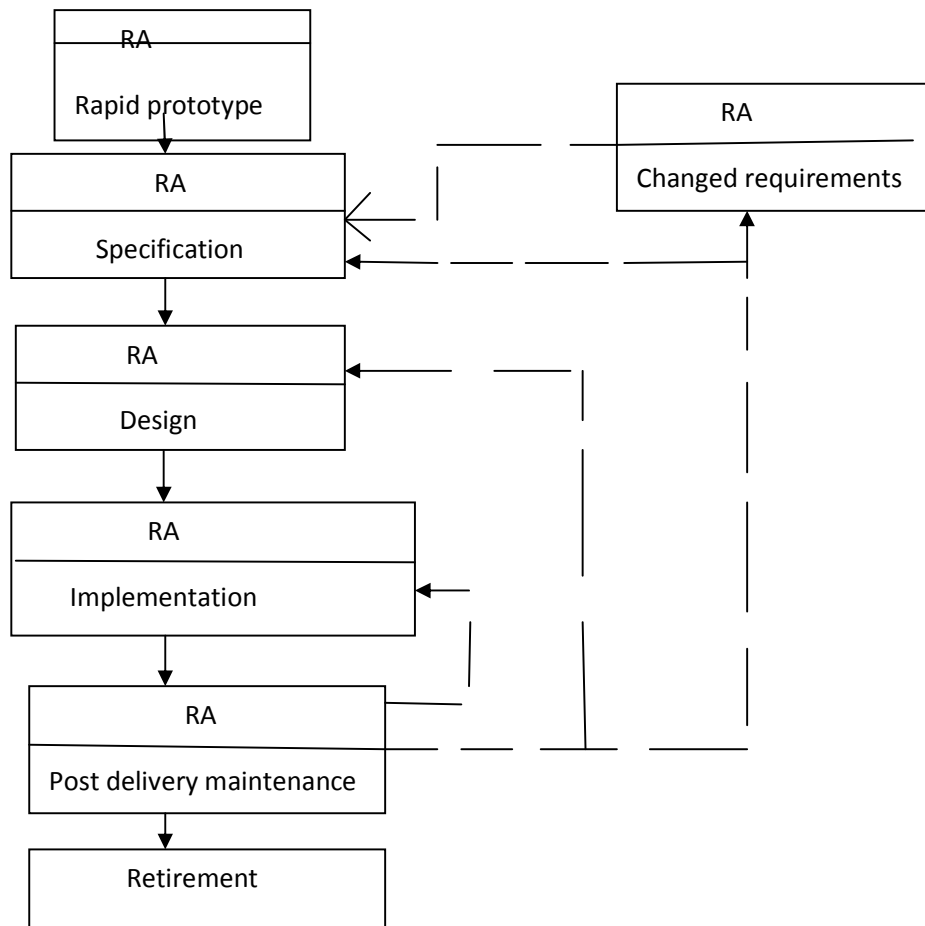 RA
Rapid prototype
RA
Changed requirements
RA
Specification
RA
Design
RA
Implementation
RA
Post delivery maintenance
Retirement